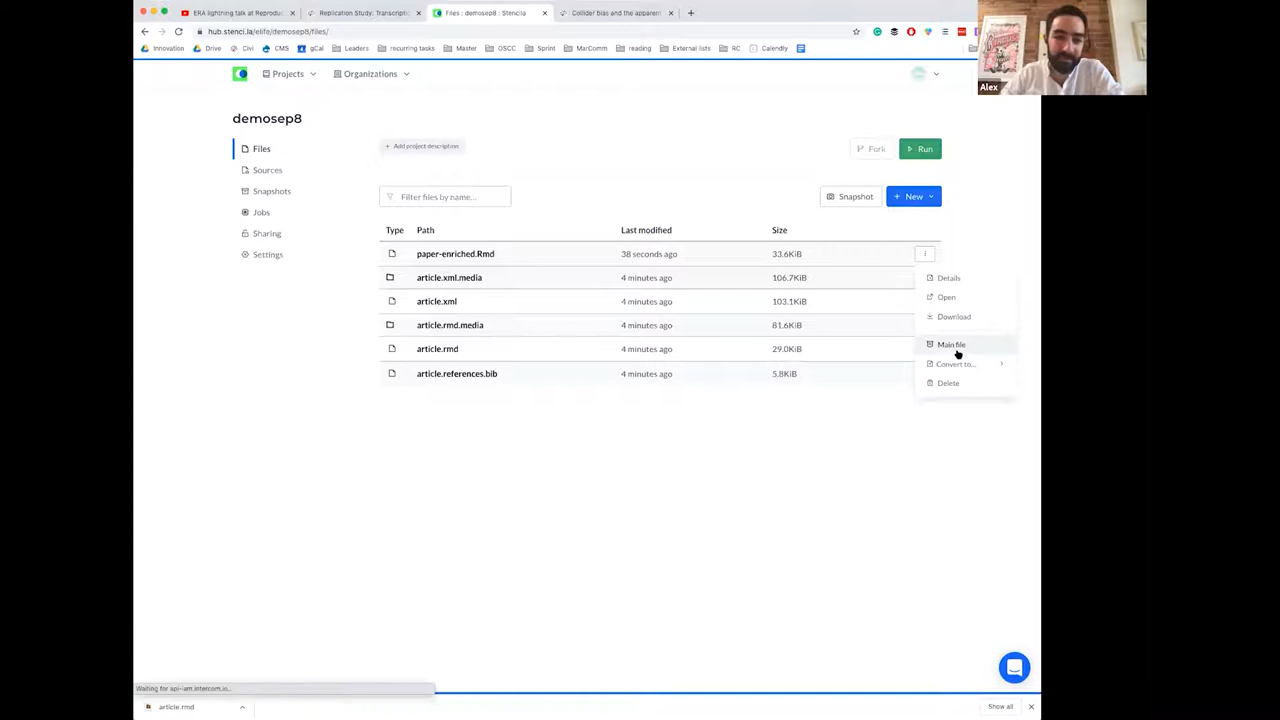 ERA lightning talk at Reprodu
Replication Study: Transcripti
Files : demosep8 : Stencila
Collider bias and the apparen
hub.stenci.la/elife/demosep8/files/
Innovation Drive Civi CMS gCal Leaders recurring tasks Master OSCC Sprint MarComm reading External lists RC Calendly
Alex
Projects Organizations
demosep8
Files
Sources
Snapshots
Jobs
Sharing
Settings
+ Add project description
Fork Run
Filter files by name...
Snapshot + New
Type Path Last modified Size
paper-enriched.Rmd 38 seconds ago 33.6KiB
article.xml.media 4 minutes ago 106.7KiB
article.xml 4 minutes ago 103.1KiB
article.rmd.media 4 minutes ago 81.6KiB
article.rmd 4 minutes ago 29.0KiB
article.references.bib 4 minutes ago 5.8KiB
Details
Open
Download
Main file
Convert to...
Delete
Waiting for api-iam.intercom.io...
article.rmd
Show all